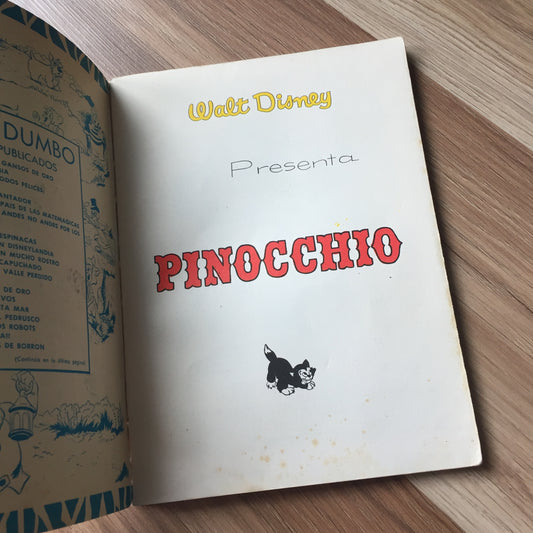 DUMBO
PUBLICADOS
GANSOS DE ORO
ODOS FELICES
ANTADOR
PAIS DE LAS MATEMAGICAS
ANDES NO ANDES POR LOS
ESPINACAS
N DISNEYLANDIA
N MUCHO ROSTRO
CAPUCHADO
VALLE PERDIDO
DE ORO
VOS
TA MAR
PEDRUSCO
OS ROBOTS
A!!
S DE BORRON
(Continúa en la última página)
Walt Disney
Presenta
PINOCCHIO